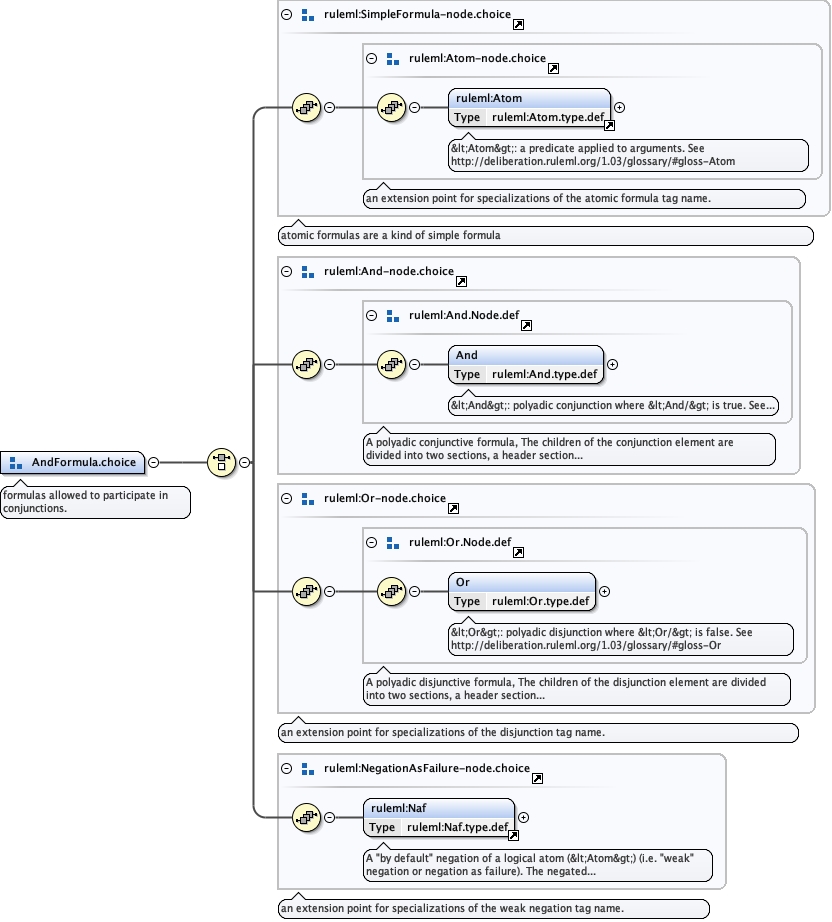 ruleml:SimpleFormula-node.choice
ruleml:Atom-node.choice
ruleml:Atom
Type ruleml:Atom.type.def
&lt;Atom&gt;: a predicate applied to arguments. See
http://deliberation.ruleml.org/1.03/glossary/#gloss-Atom
an extension point for specializations of the atomic formula tag name.
atomic formulas are a kind of simple formula
ruleml:And-node.choice
ruleml:And.Node.def
And
Type ruleml:And.type.def
&lt;And&gt;: polyadic conjunction where &lt;And/&gt; is true. See...
A polyadic conjunctive formula, The children of the conjunction element are
divided into two sections, a header section...
AndFormula.choice
formulas allowed to participate in
conjunctions.
ruleml:Or-node.choice
ruleml:Or.Node.def
Or
Type ruleml:Or.type.def
&lt;Or&gt;: polyadic disjunction where &lt;Or/&gt; is false. See
http://deliberation.ruleml.org/1.03/glossary/#gloss-Or
A polyadic disjunctive formula, The children of the disjunction element are divided
into two sections, a header section...
an extension point for specializations of the disjunction tag name.
ruleml:NegationAsFailure-node.choice
ruleml:Naf
Type ruleml:Naf.type.def
A "by default" negation of a logical atom (&lt;Atom&gt;) (i.e. "weak"
negation or negation as failure). The negated...
an extension point for specializations of the weak negation tag name.